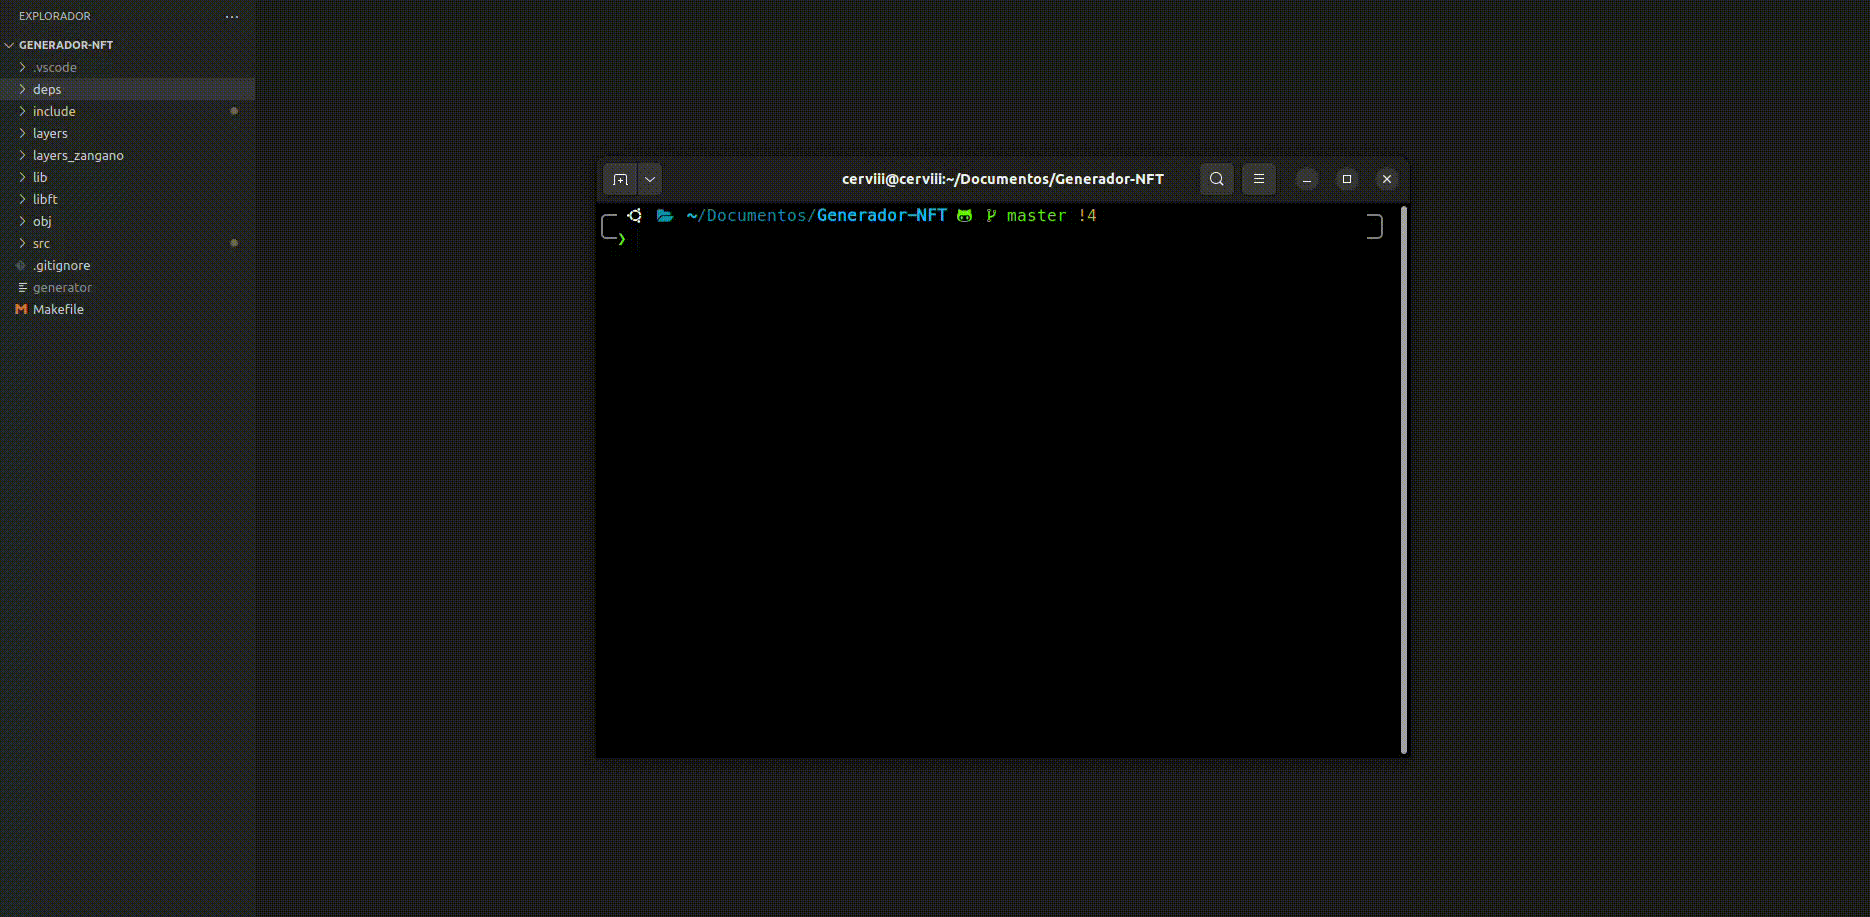 EXPLORADOR
GENERADOR-NFT
.vscode
deps
include
layers
layers_zangano
lib
libft
obj
src
.gitignore
generator
Makefile
cerviii@cerviii:~/Documentos/Generador-NFT
~/Documentos/Generador-NFT master !4
❯